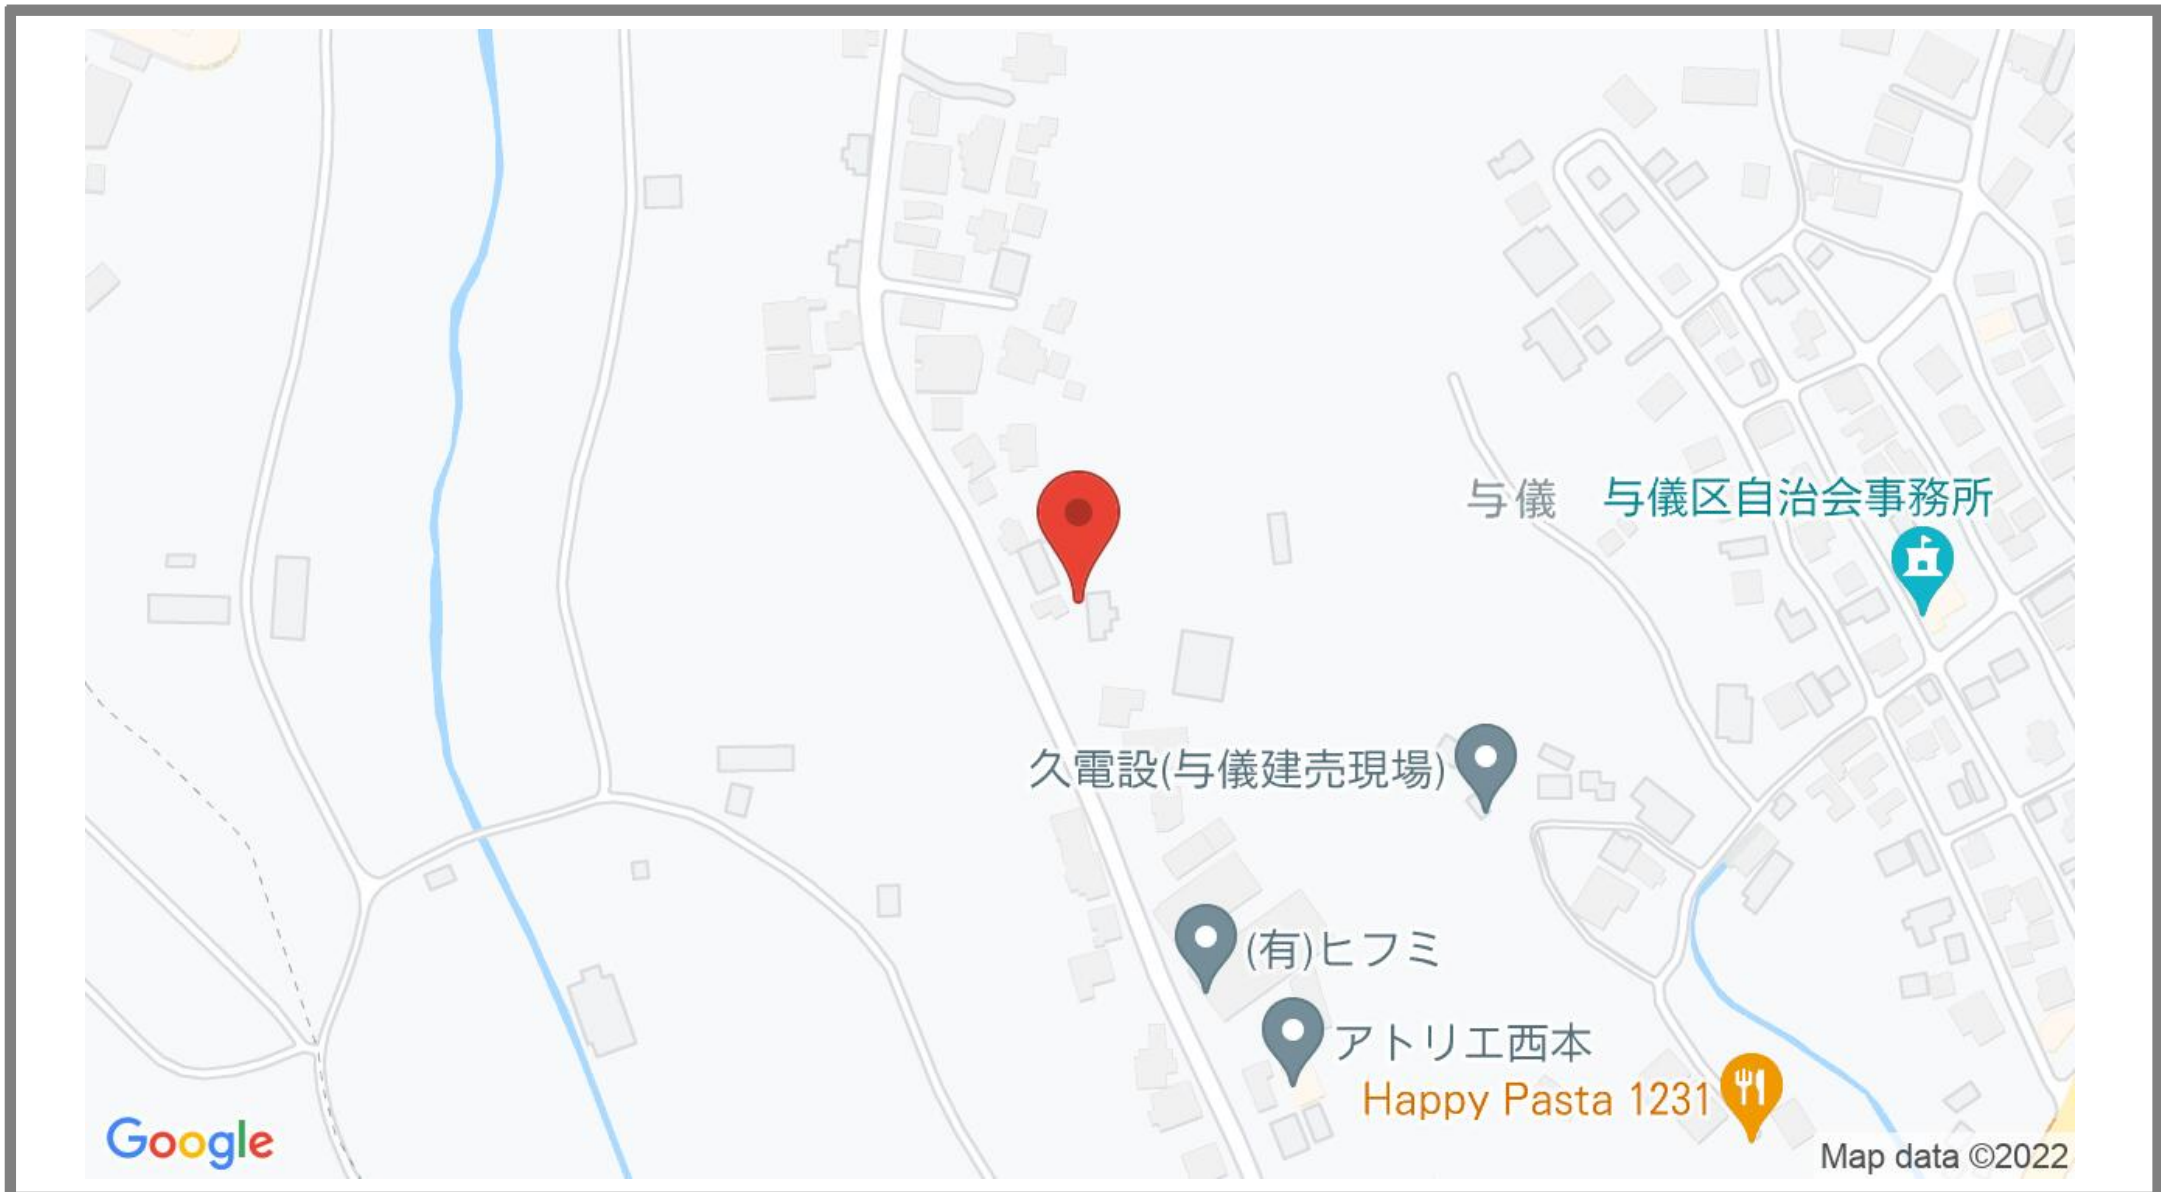 与儀
与儀区自治会事務所
久電設(与儀建売現場)
(有)ヒフミ
アトリエ西本
Happy Pasta 1231
Google
Map data ©2022